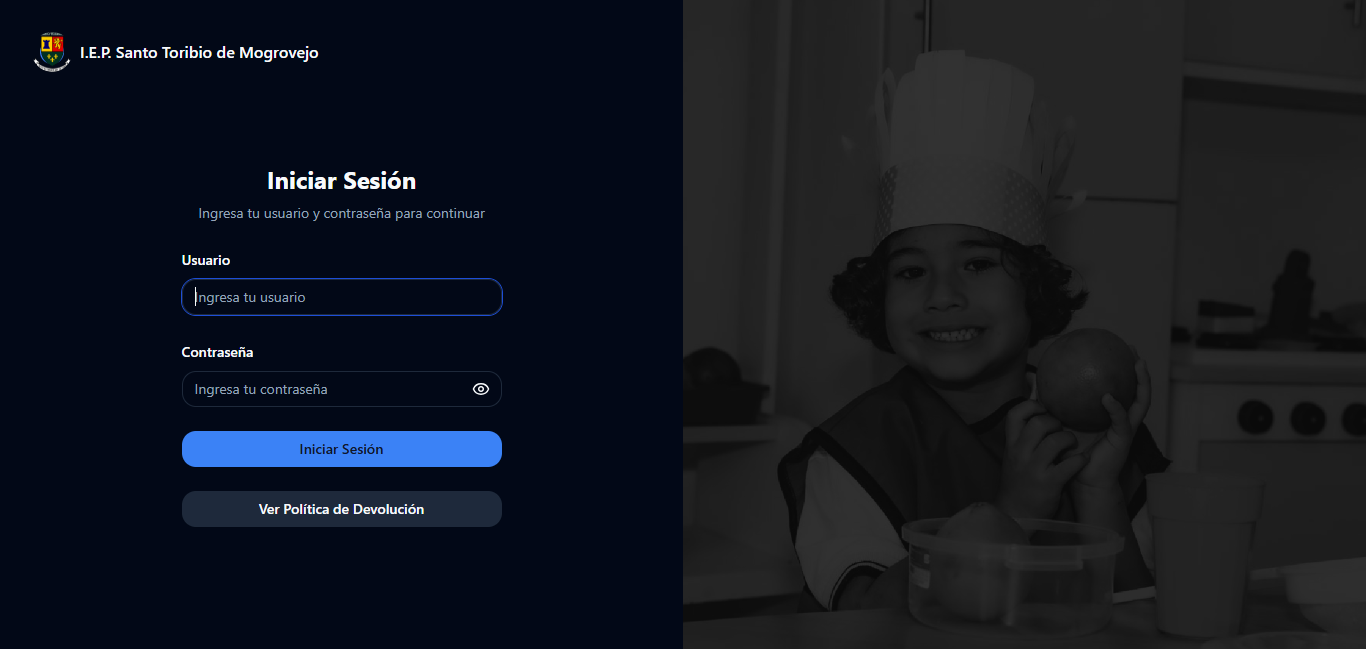 I.E.P. Santo Toribio de Mogrovejo
Iniciar Sesión
Ingresa tu usuario y contraseña para continuar
Usuario
Ingresa tu usuario
Contraseña
Ingresa tu contraseña
Iniciar Sesión
Ver Política de Devolución